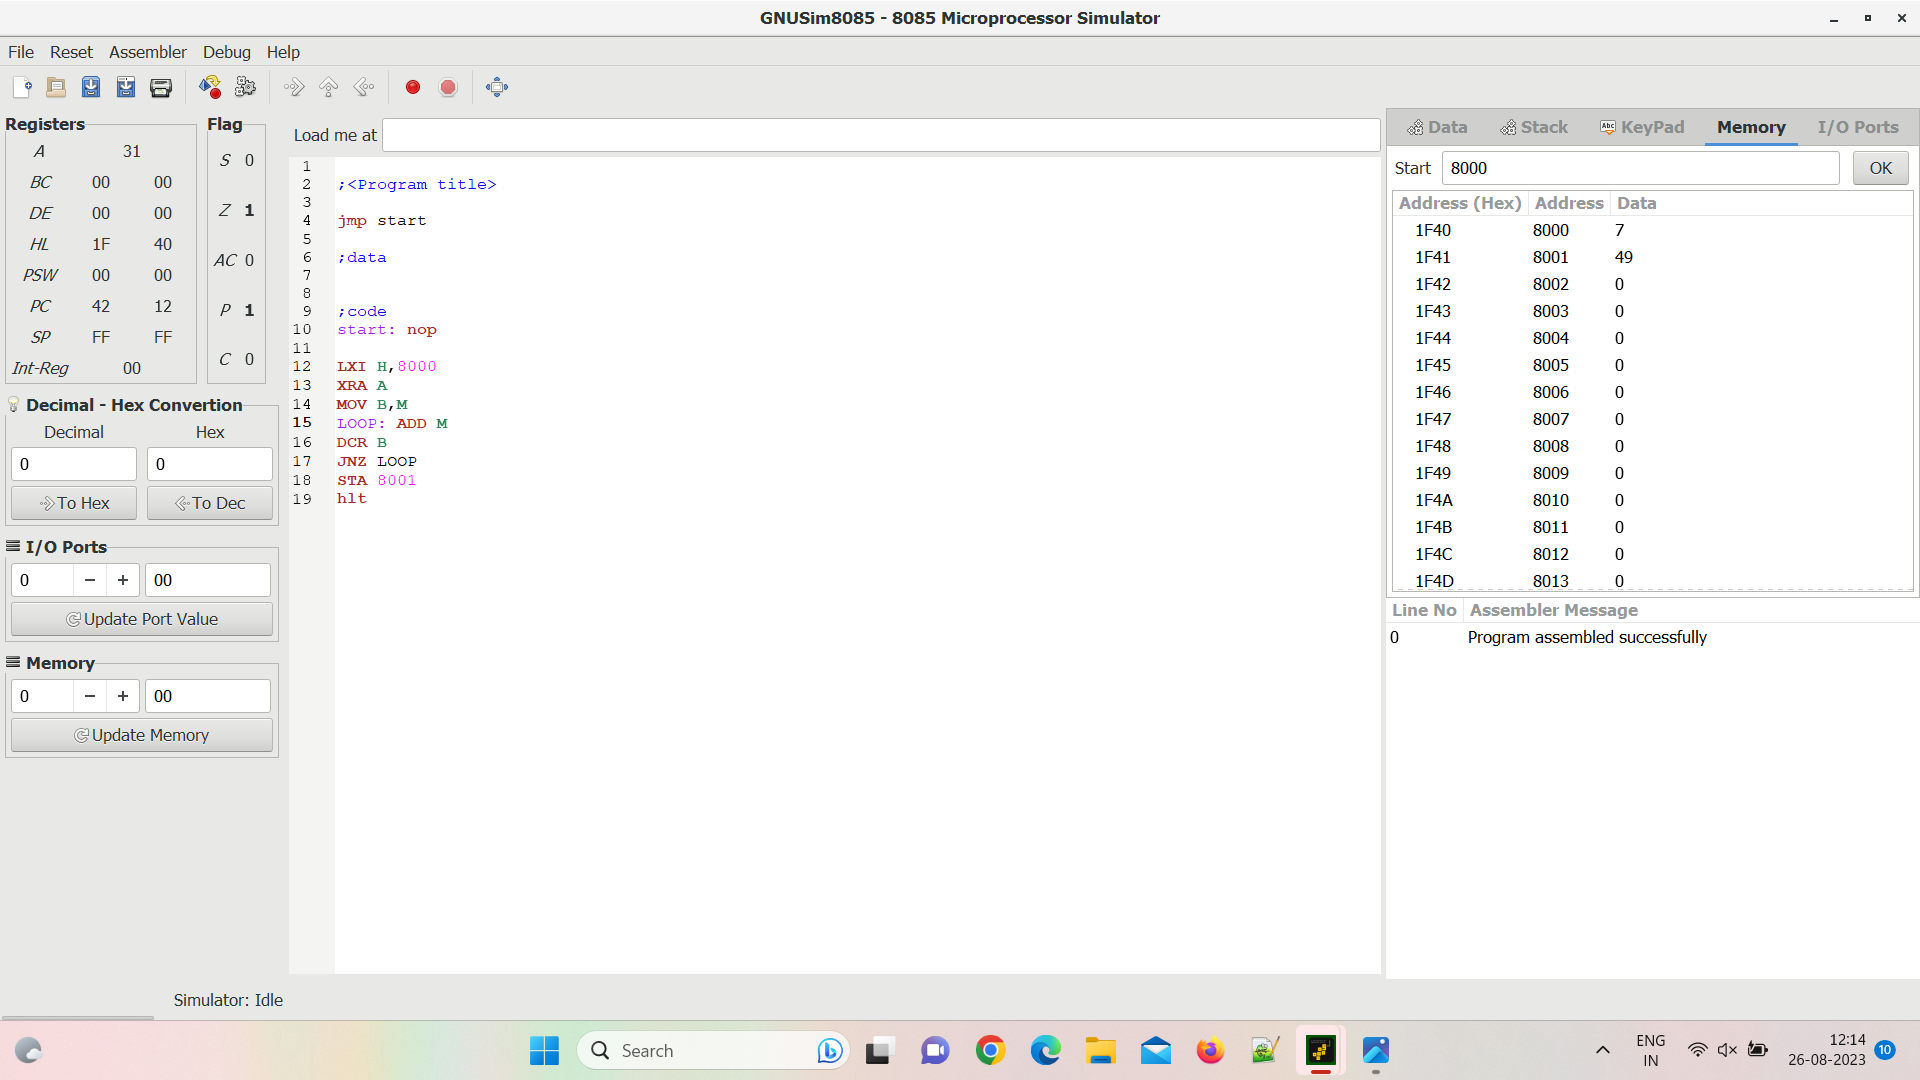 GNUSim8085 - 8085 Microprocessor Simulator
File Reset Assembler Debug Help
Registers
A 31
BC 00 00
DE 00 00
HL 1F 40
PSW 00 00
PC 42 12
SP FF FF
Int-Reg 00
Flag
S 0
Z 1
AC 0
P 1
C 0
Decimal - Hex Convertion
Decimal Hex
0 0
To Hex To Dec
I/O Ports
0 − + 00
Update Port Value
Memory
0 − + 00
Update Memory
Load me at
1
2 ;<Program title>
3
4 jmp start
5
6 ;data
7
8
9 ;code
10 start: nop
11
12 LXI H,8000
13 XRA A
14 MOV B,M
15 LOOP: ADD M
16 DCR B
17 JNZ LOOP
18 STA 8001
19 hlt
Data Stack Abc KeyPad Memory I/O Ports
Start 8000 OK
Address (Hex) Address Data
1F40 8000 7
1F41 8001 49
1F42 8002 0
1F43 8003 0
1F44 8004 0
1F45 8005 0
1F46 8006 0
1F47 8007 0
1F48 8008 0
1F49 8009 0
1F4A 8010 0
1F4B 8011 0
1F4C 8012 0
1F4D 8013 0
Line No Assembler Message
0 Program assembled successfully
Simulator: Idle
Search
ENG
IN
12:14
26-08-2023
10